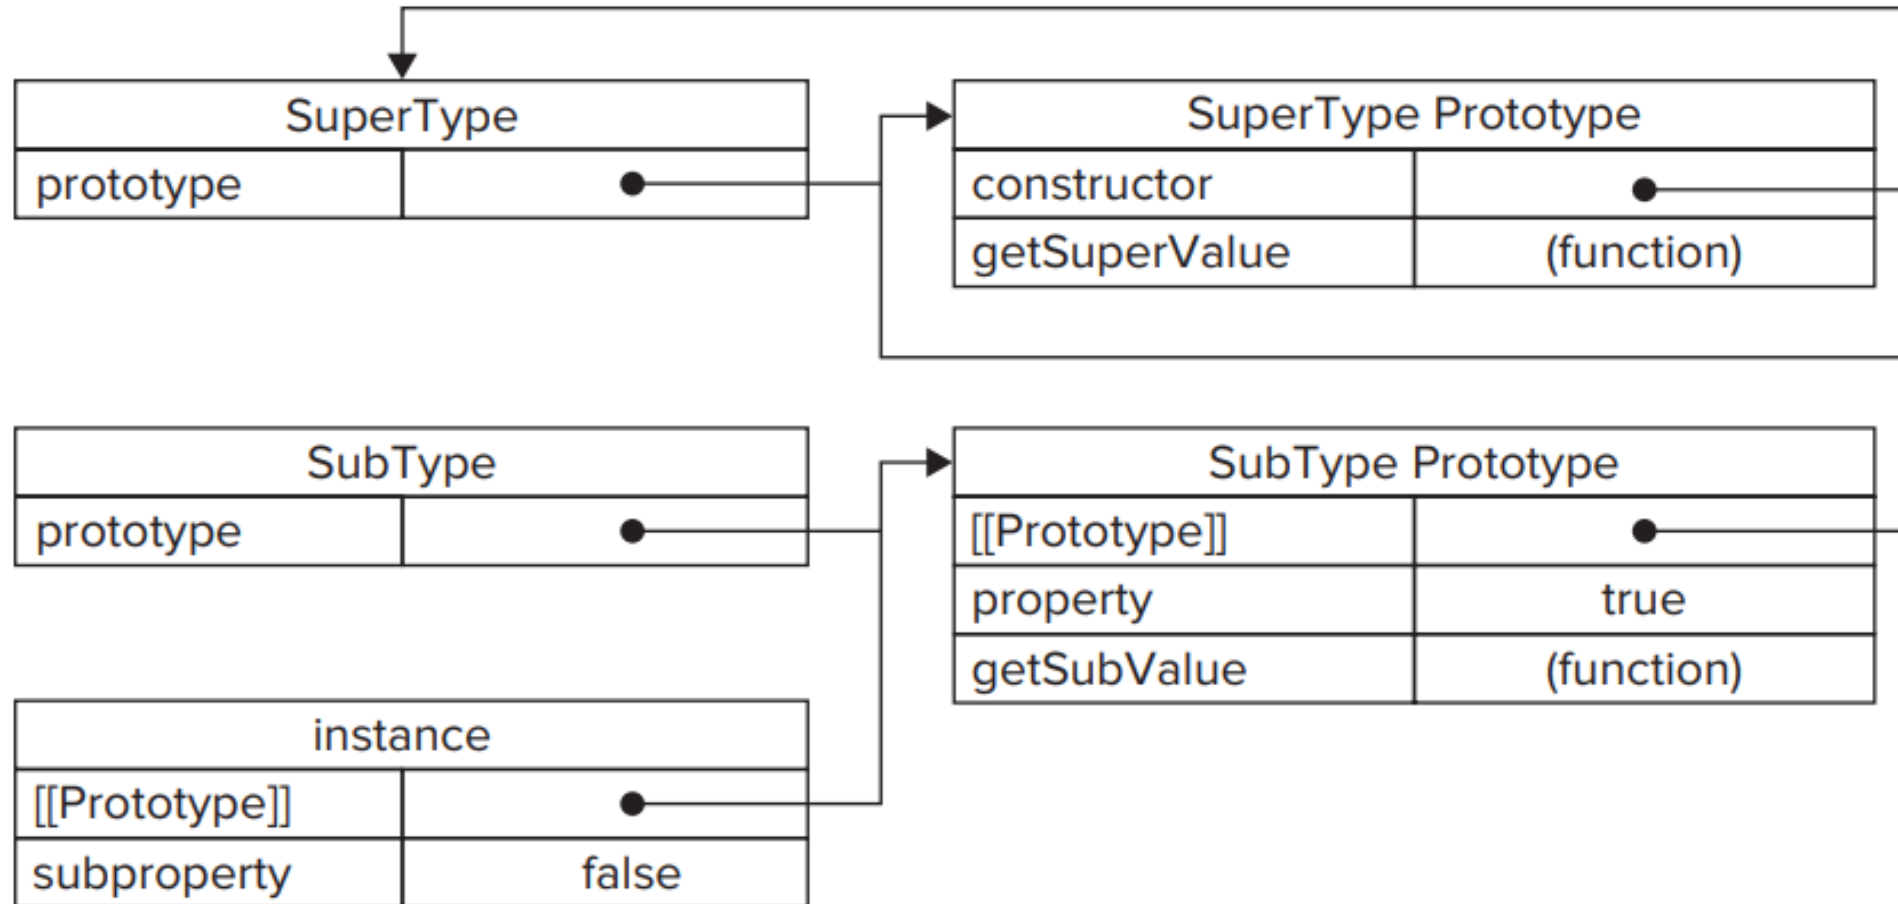 SuperType
prototype
SuperType Prototype
constructor
getSuperValue (function)
SubType
prototype
SubType Prototype
[[Prototype]]
property true
getSubValue (function)
instance
[[Prototype]]
subproperty false